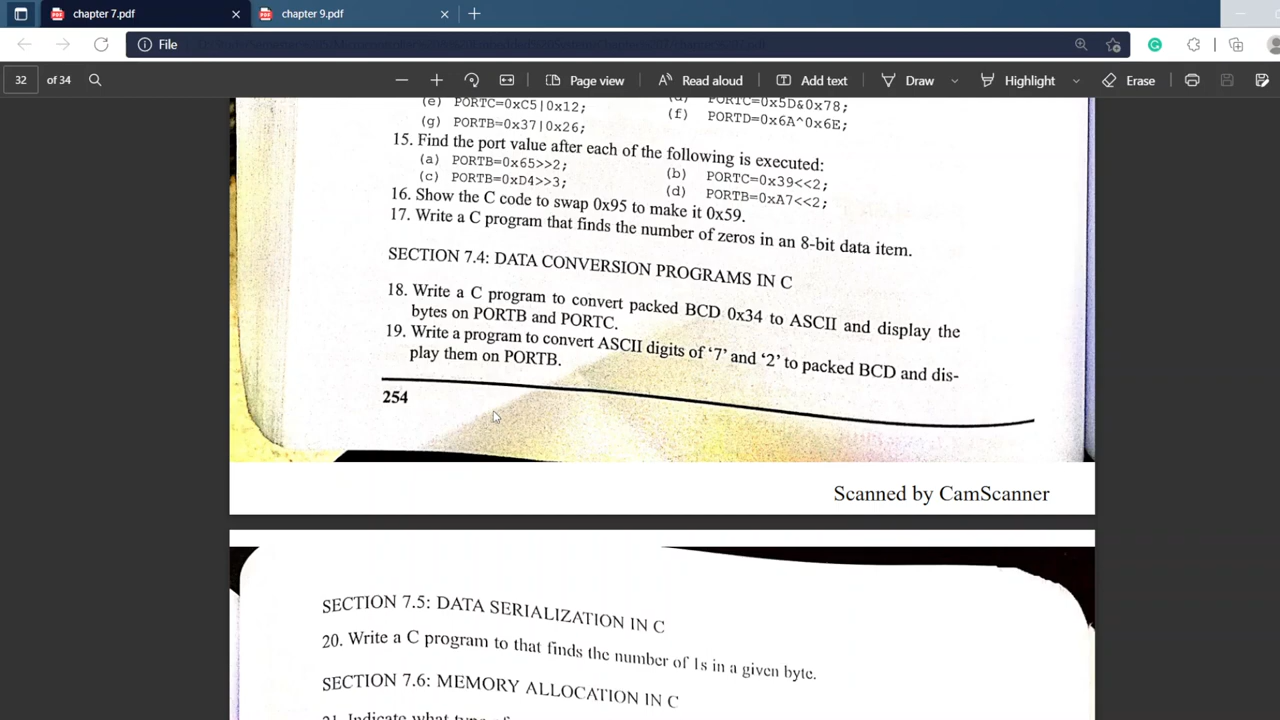 chapter 7.pdf
chapter 9.pdf
File
32 of 34
Page view
Read aloud
Add text
Draw
Highlight
Erase
(e) PORTC=0xC5|0x12;
PORTC=0x5D&0x78;
(g) PORTB=0x37|0x26;
(f) PORTD=0x6A^0x6E;
15. Find the port value after each of the following is executed:
(a) PORTB=0x65>>2;
(b) PORTC=0x39<<2;
(c) PORTB=0xD4>>3;
(d) PORTB=0xA7<<2;
16. Show the C code to swap 0x95 to make it 0x59.
17. Write a C program that finds the number of zeros in an 8-bit data item.
SECTION 7.4: DATA CONVERSION PROGRAMS IN C
18. Write a C program to convert packed BCD 0x34 to ASCII and display the
bytes on PORTB and PORTC.
19. Write a program to convert ASCII digits of ‘7’ and ‘2’ to packed BCD and dis-
play them on PORTB.
254
Scanned by CamScanner
SECTION 7.5: DATA SERIALIZATION IN C
20. Write a C program to that finds the number of 1s in a given byte.
SECTION 7.6: MEMORY ALLOCATION IN C
21. Indicate what type of